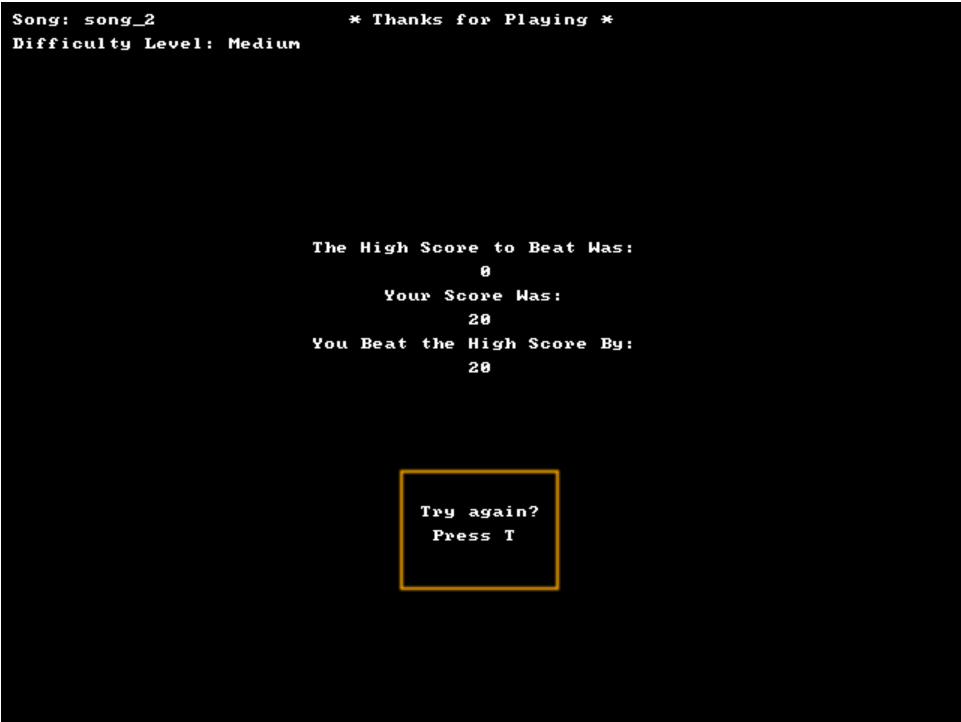 Song: song_2
* Thanks for Playing *
Difficulty Level: Medium
The High Score to Beat Was:
0
Your Score Was:
20
You Beat the High Score By:
20
Try again?
Press T